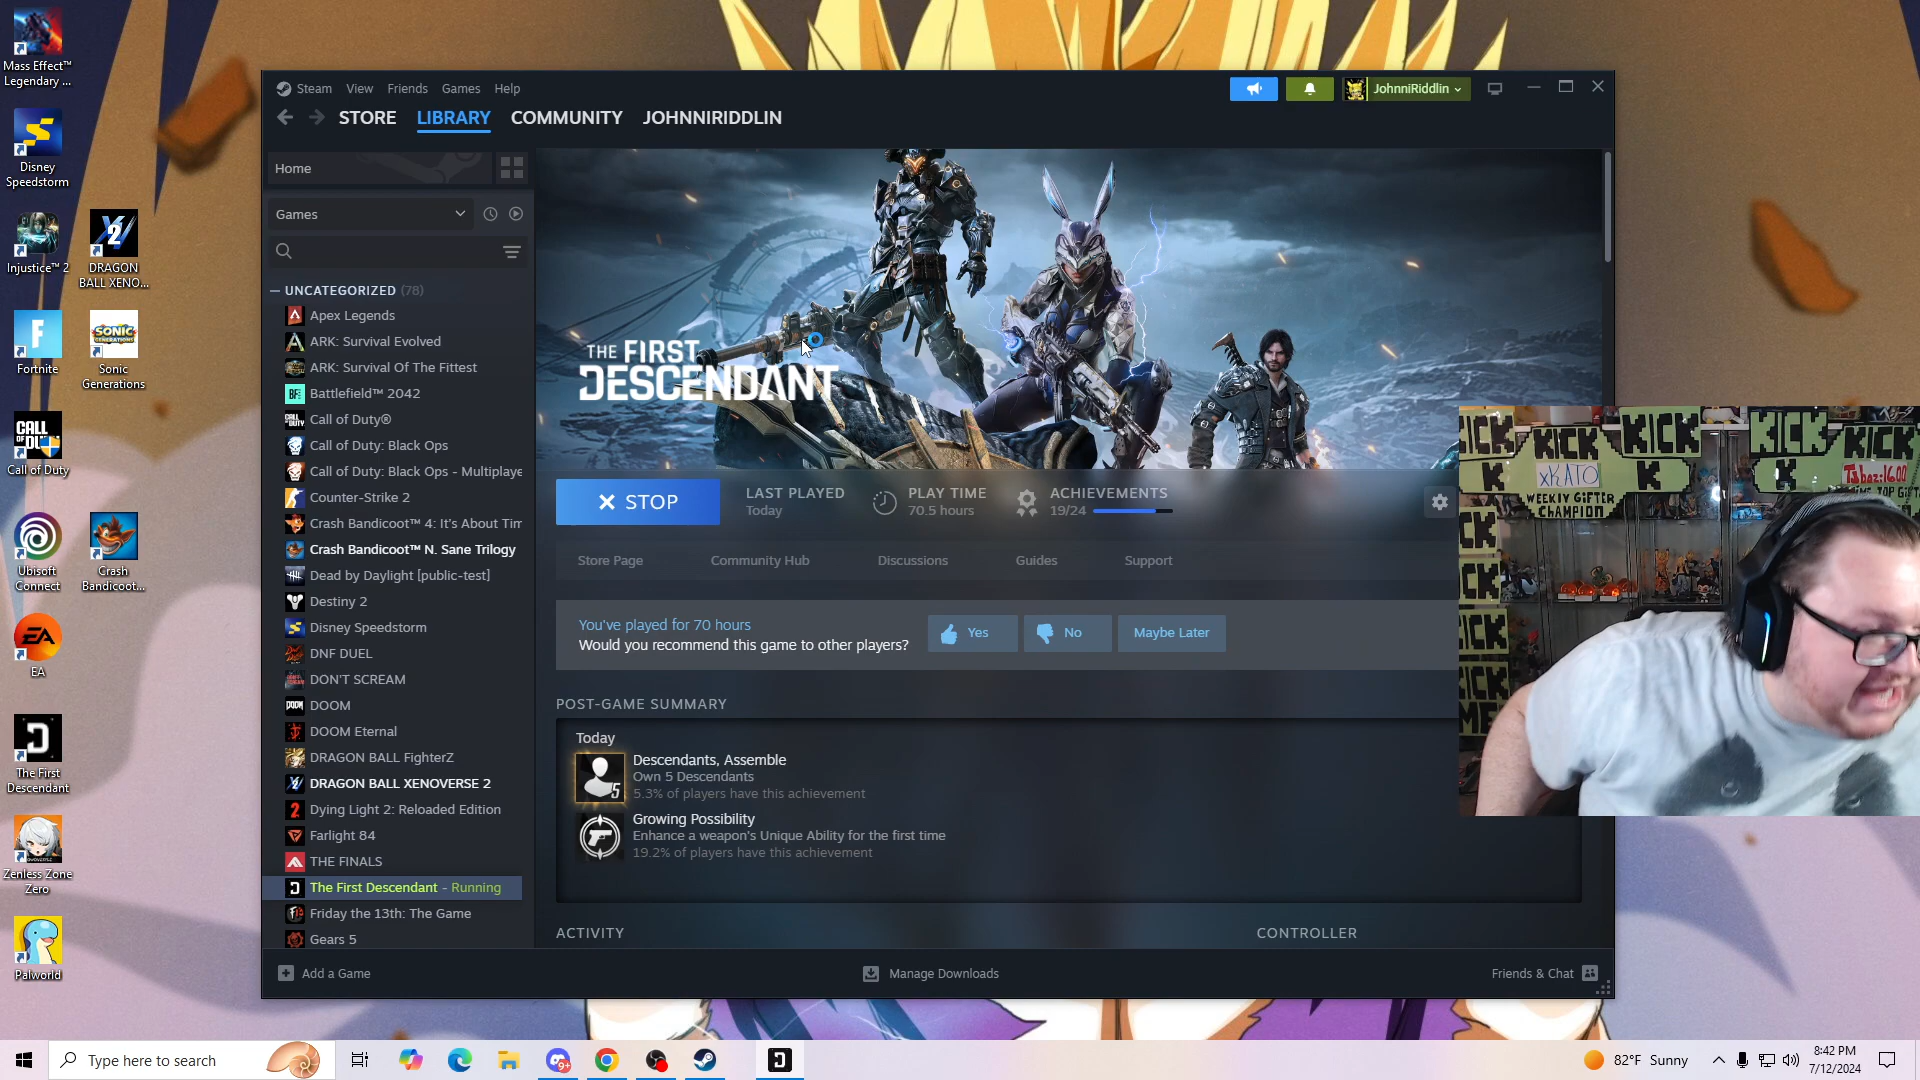 Mass Effect™
Legendary ...
Disney
Speedstorm
Injustice™ 2
DRAGON
BALL XENO...
Fortnite
Sonic
Generations
Call of Duty
Ubisoft
Connect
Crash
Bandicoot...
EA
The First
Descendant
Zenless Zone
Zero
Palworld
Steam View Friends Games Help
JohnniRiddlin
STORE LIBRARY COMMUNITY JOHNNIRIDDLIN
Home
Games
UNCATEGORIZED (78)
Apex Legends
ARK: Survival Evolved
ARK: Survival Of The Fittest
Battlefield™ 2042
Call of Duty®
Call of Duty: Black Ops
Call of Duty: Black Ops - Multiplaye
Counter-Strike 2
Crash Bandicoot™ 4: It's About Tim
Crash Bandicoot™ N. Sane Trilogy
Dead by Daylight [public-test]
Destiny 2
Disney Speedstorm
DNF DUEL
DON'T SCREAM
DOOM
DOOM Eternal
DRAGON BALL FighterZ
DRAGON BALL XENOVERSE 2
Dying Light 2: Reloaded Edition
Farlight 84
THE FINALS
The First Descendant - Running
Friday the 13th: The Game
Gears 5
THE FIRST
DESCENDANT
STOP
LAST PLAYED
Today
PLAY TIME
70.5 hours
ACHIEVEMENTS
19/24
Store Page Community Hub Discussions Guides Support
You've played for 70 hours
Would you recommend this game to other players?
Yes No Maybe Later
POST-GAME SUMMARY
Today
Descendants, Assemble
Own 5 Descendants
5.3% of players have this achievement
Growing Possibility
Enhance a weapon's Unique Ability for the first time
19.2% of players have this achievement
ACTIVITY
CONTROLLER
Add a Game
Manage Downloads
Friends & Chat
KICK
xKATO
WEEKLY GIFTER
CHAMPION
KICK
KICK
Type here to search
82°F Sunny
8:42 PM
7/12/2024